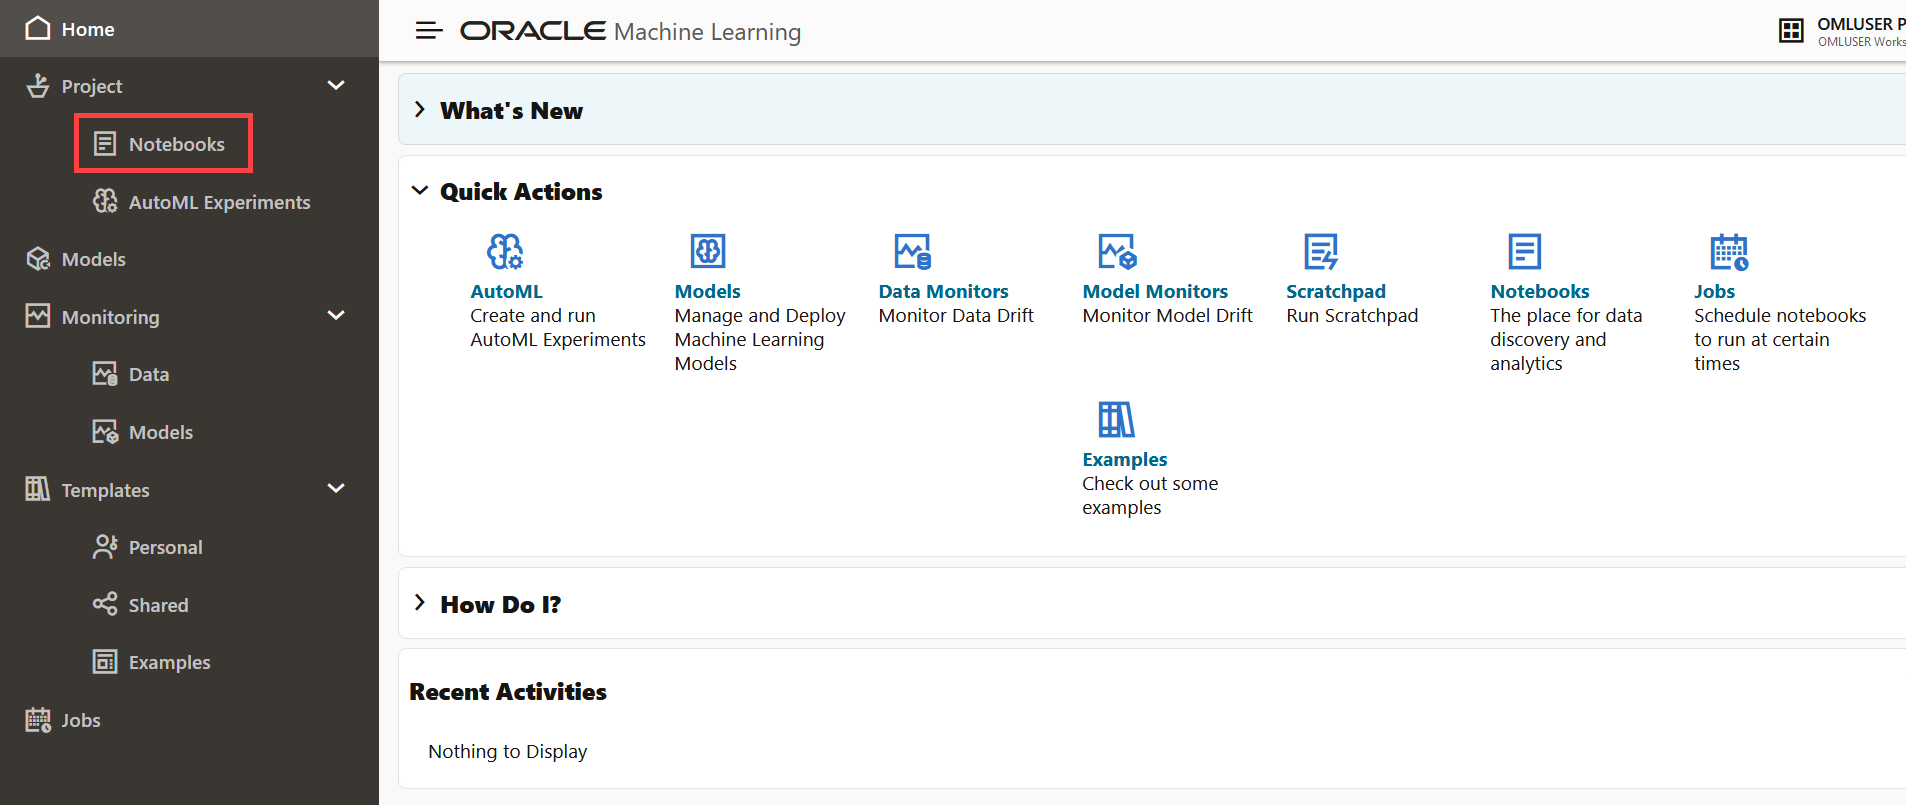 Home
Project
Notebooks
AutoML Experiments
Models
Monitoring
Data
Models
Templates
Personal
Shared
Examples
Jobs
ORACLE Machine Learning
OMLUSER P
OMLUSER Works
What's New
Quick Actions
AutoML
Create and run
AutoML Experiments
Models
Manage and Deploy
Machine Learning
Models
Data Monitors
Monitor Data Drift
Model Monitors
Monitor Model Drift
Scratchpad
Run Scratchpad
Notebooks
The place for data
discovery and
analytics
Jobs
Schedule notebooks
to run at certain
times
Examples
Check out some
examples
How Do I?
Recent Activities
Nothing to Display